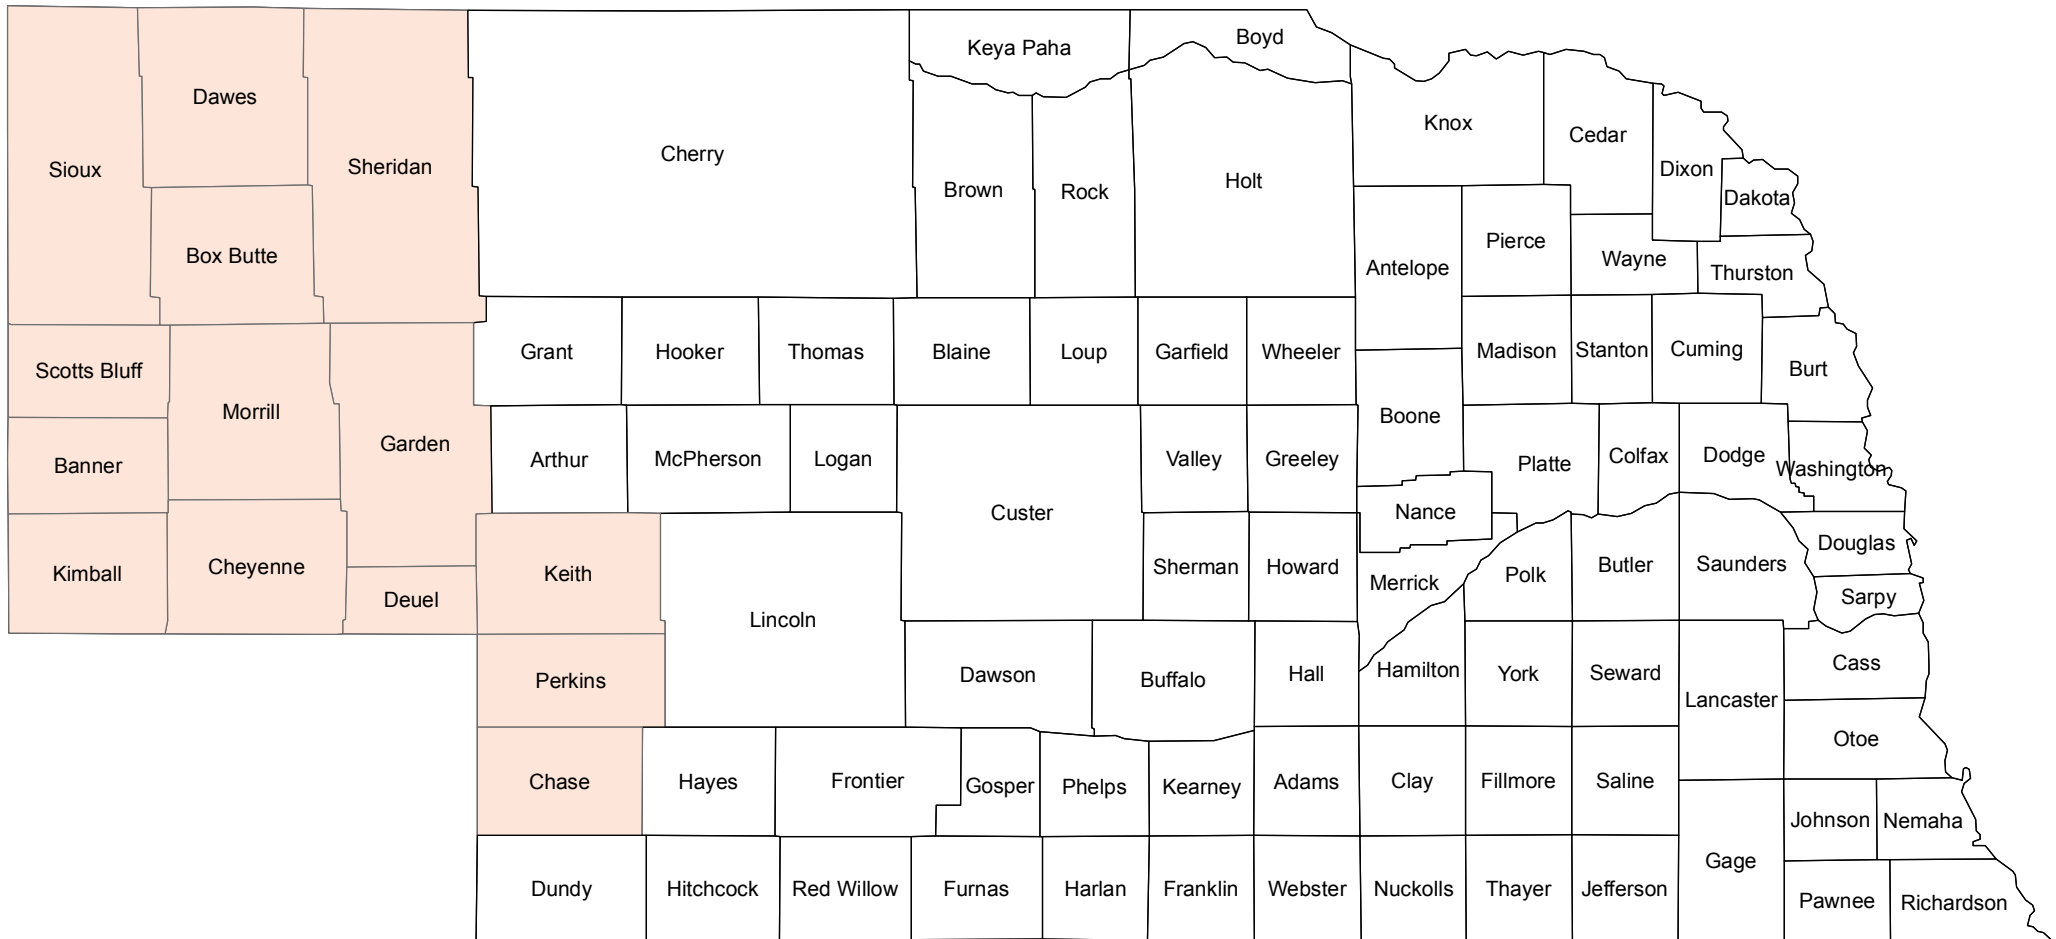 Keya Paha
Boyd
Dawes
Knox
Cedar
Cherry
Sheridan
Sioux
Dixon
Holt
Brown
Rock
Dakota
Pierce
Box Butte
Wayne
Antelope
Thurston
Grant
Hooker
Thomas
Blaine
Loup
Garfield
Wheeler
Madison
Stanton
Cuming
Scotts Bluff
Burt
Morrill
Boone
Garden
Dodge
Colfax
Arthur
McPherson
Logan
Valley
Greeley
Platte
Banner
Washington
Custer
Nance
Douglas
Kimball
Cheyenne
Keith
Sherman
Howard
Merrick
Polk
Butler
Saunders
Deuel
Sarpy
Lincoln
Cass
Perkins
Dawson
Buffalo
Hall
Hamilton
York
Seward
Lancaster
Otoe
Chase
Hayes
Frontier
Gosper
Phelps
Kearney
Adams
Clay
Fillmore
Saline
Johnson
Nemaha
Gage
Dundy
Hitchcock
Red Willow
Furnas
Harlan
Franklin
Webster
Nuckolls
Thayer
Jefferson
Pawnee
Richardson